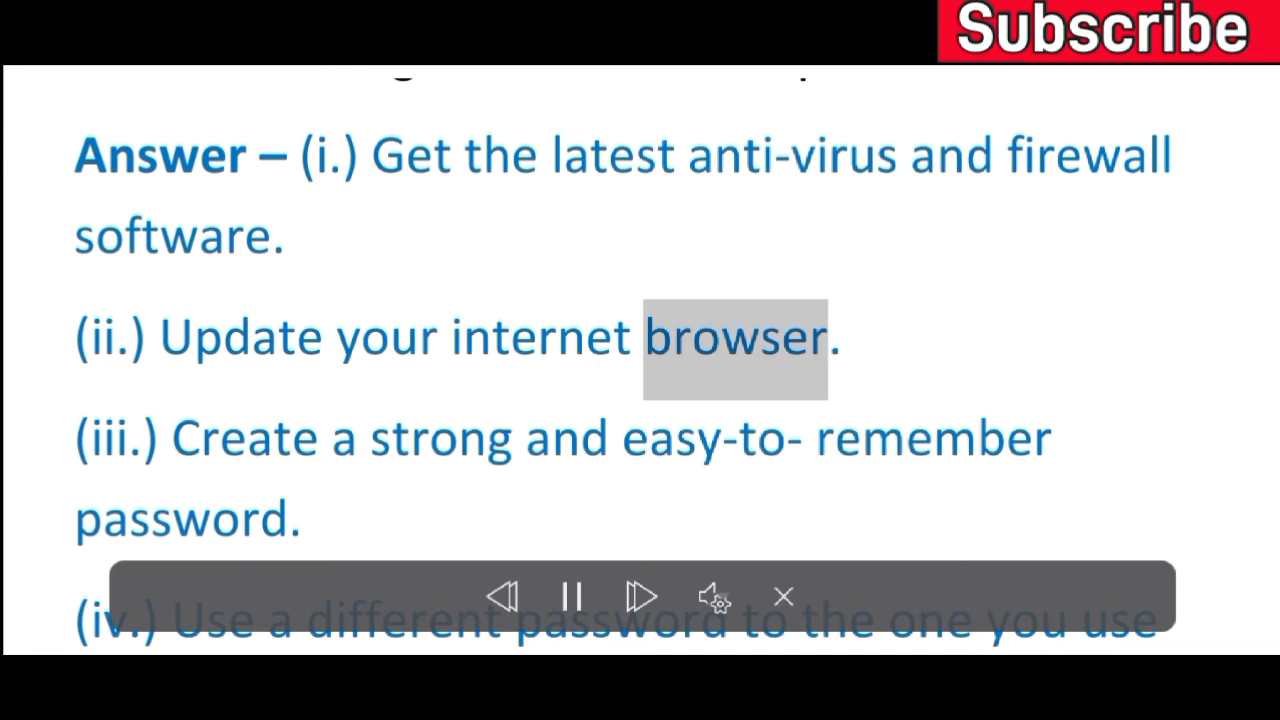 Subscribe
Answer – (i.) Get the latest anti-virus and firewall
software.
(ii.) Update your internet browser.
(iii.) Create a strong and easy-to- remember
password.
(iv.) Use a different password to the one you use